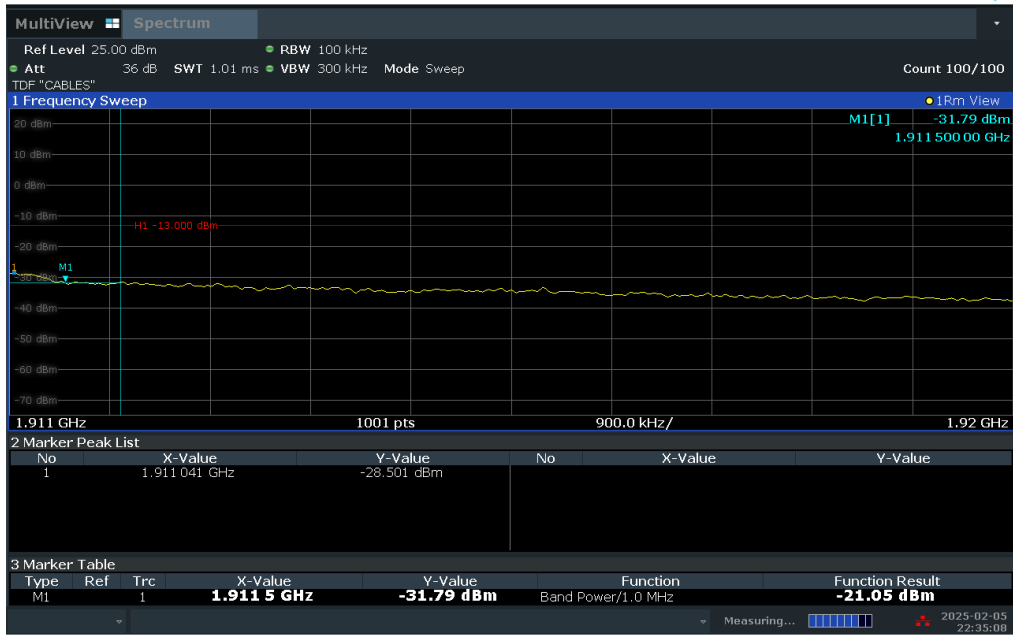 MultiView Spectrum
Ref Level 25.00 dBm RBW 100 kHz
Att 36 dB SWT 1.01 ms VBW 300 kHz Mode Sweep Count 100/100
TDF "CABLES"
1 Frequency Sweep 1Rm View
M1[1] -31.79 dBm
1.911 500 00 GHz
20 dBm
10 dBm
0 dBm
-10 dBm
H1 -13.000 dBm
-20 dBm
1 M1
-30 dBm
-40 dBm
-50 dBm
-60 dBm
-70 dBm
1.911 GHz 1001 pts 900.0 kHz/ 1.92 GHz
2 Marker Peak List
No X-Value Y-Value No X-Value Y-Value
1 1.911 041 GHz -28.501 dBm
3 Marker Table
Type Ref Trc X-Value Y-Value Function Function Result
M1 1 1.911 5 GHz -31.79 dBm Band Power/1.0 MHz -21.05 dBm
Measuring... 2025-02-05
22:35:08